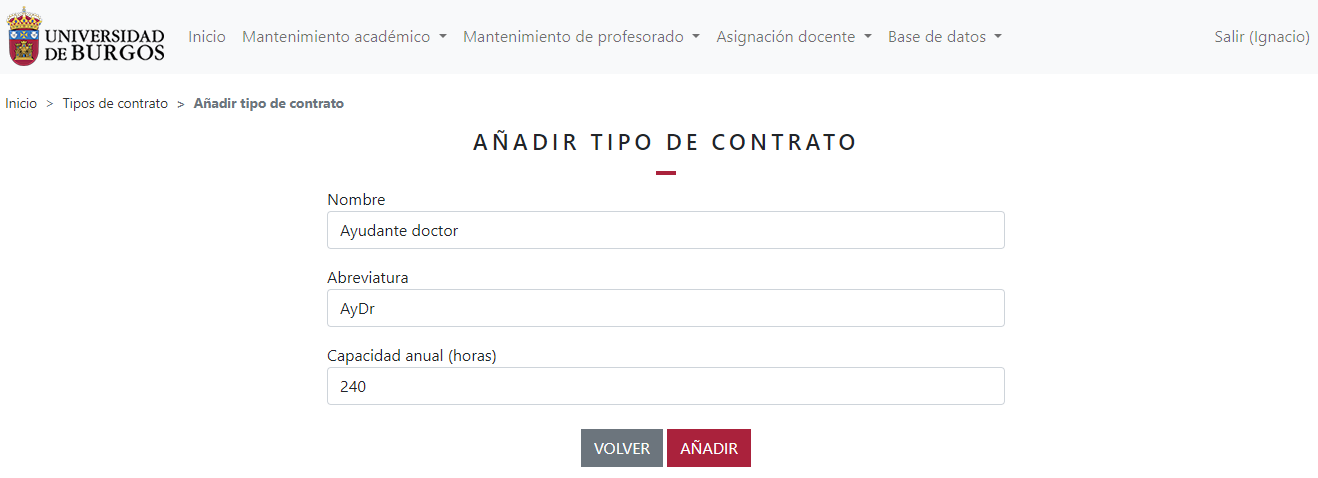 UNIVERSIDAD
DE BURGOS
Inicio Mantenimiento académico Mantenimiento de profesorado Asignación docente Base de datos Salir (Ignacio)
Inicio > Tipos de contrato > Añadir tipo de contrato
AÑADIR TIPO DE CONTRATO
Nombre
Ayudante doctor
Abreviatura
AyDr
Capacidad anual (horas)
240
VOLVER AÑADIR